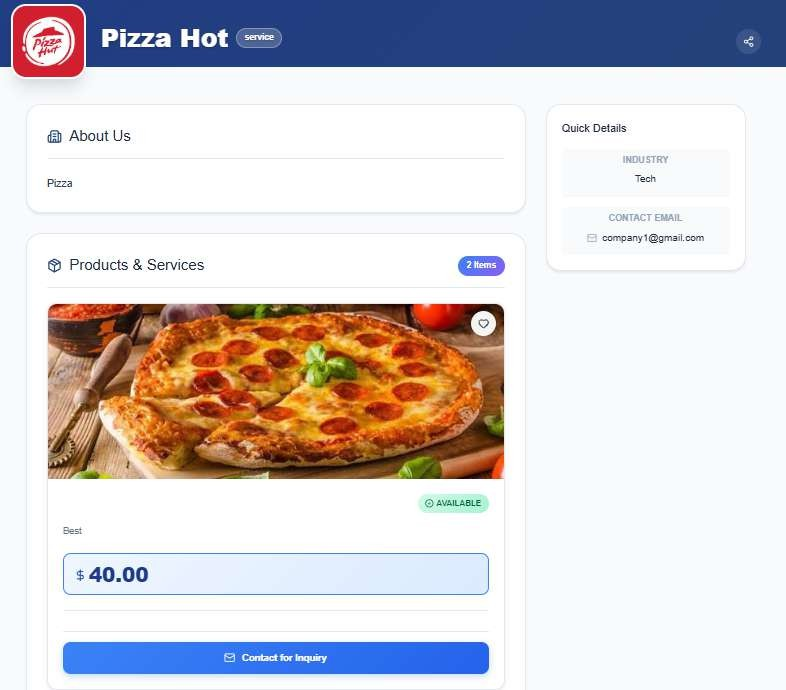 Pizza Hut
Pizza Hot
service
About Us
Pizza
Products & Services
2 Items
AVAILABLE
Best
$ 40.00
Contact for Inquiry
Quick Details
INDUSTRY
Tech
CONTACT EMAIL
company1@gmail.com